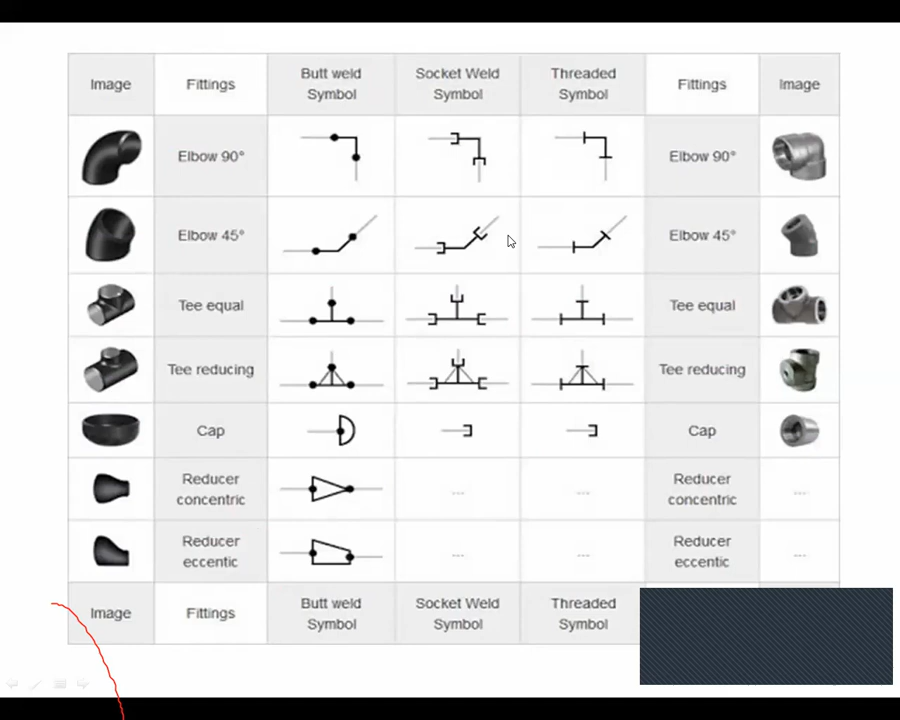 Image Fittings Butt weld Symbol Socket Weld Symbol Threaded Symbol Fittings Image
Elbow 90° Elbow 90°
Elbow 45° Elbow 45°
Tee equal Tee equal
Tee reducing Tee reducing
Cap Cap
Reducer concentric --- --- Reducer concentric ---
Reducer eccentic --- --- Reducer eccentic ---
Image Fittings Butt weld Symbol Socket Weld Symbol Threaded Symbol